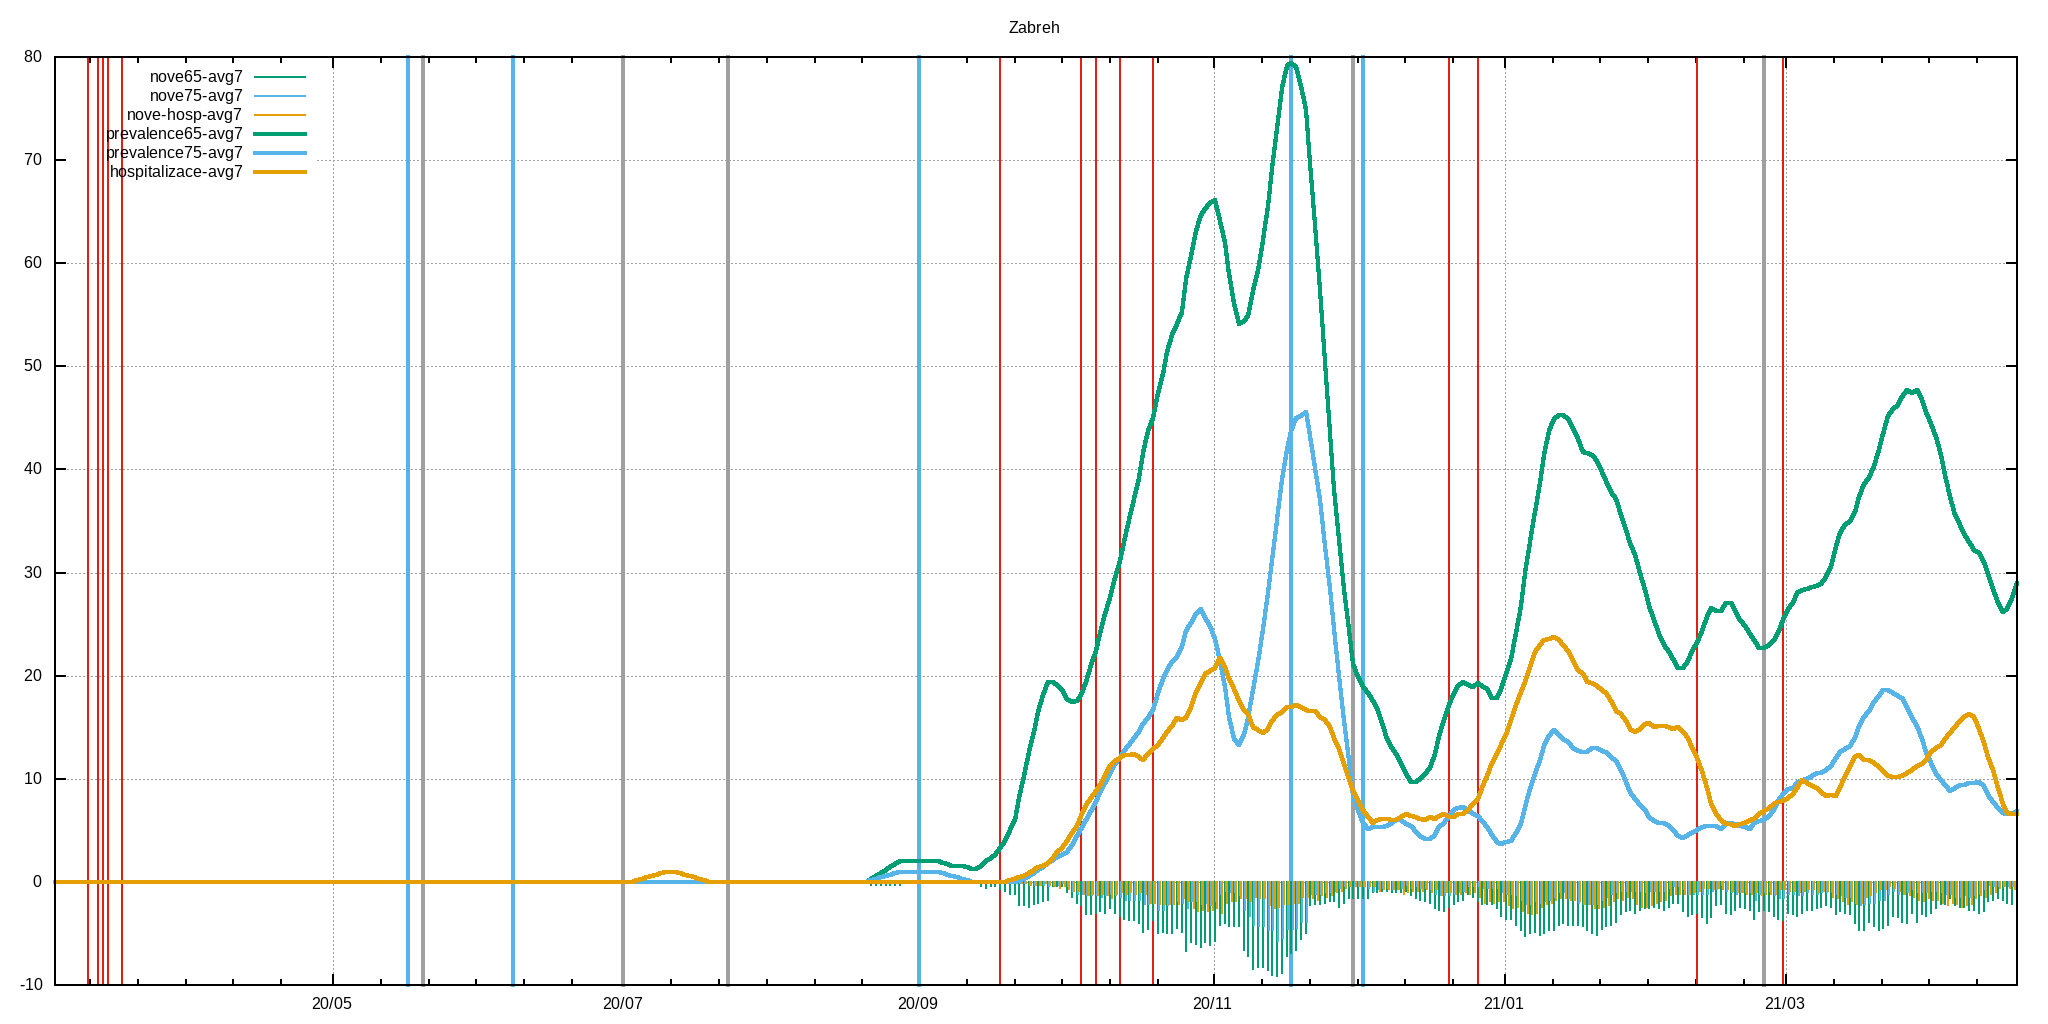 Zabreh
80
70
60
50
40
30
20
10
0
-10
nove65-avg7
nove75-avg7
nove-hosp-avg7
prevalence65-avg7
prevalence75-avg7
hospitalizace-avg7
20/05 20/07 20/09 20/11 21/01 21/03